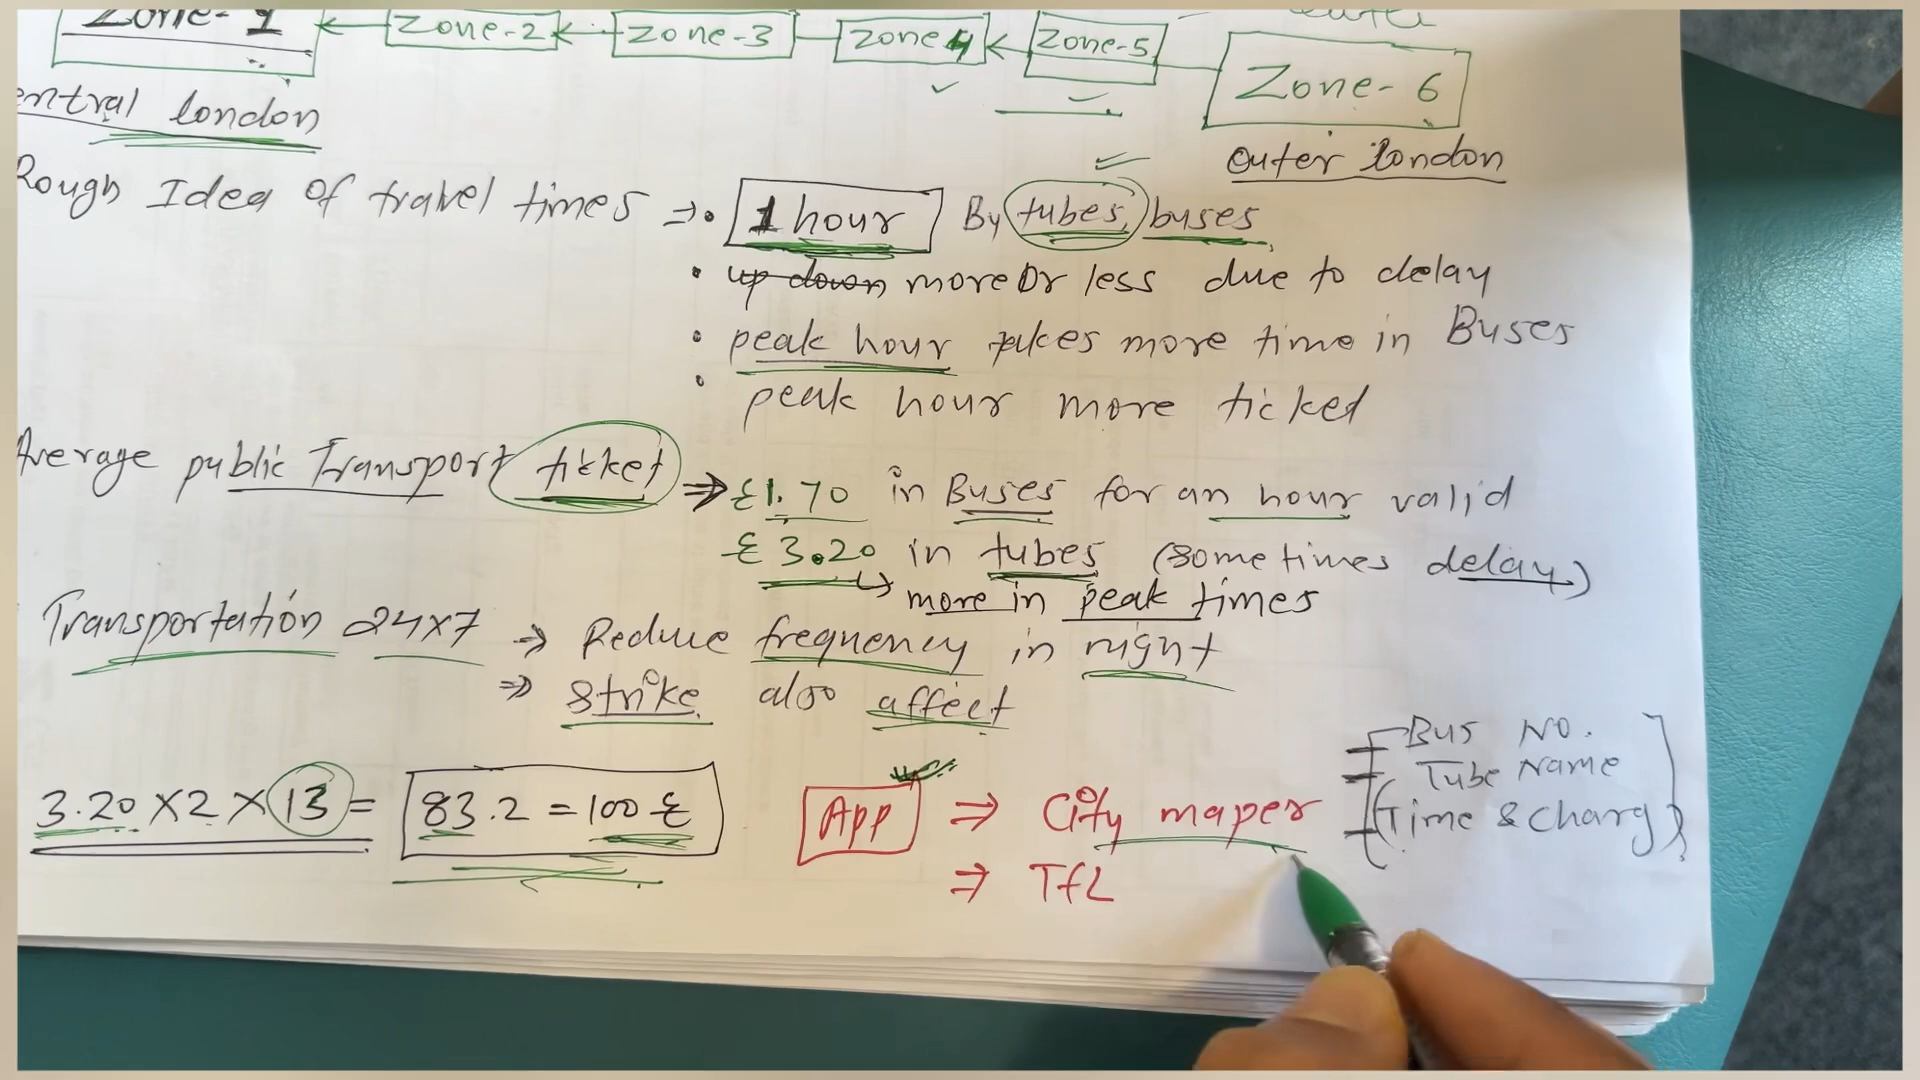 Zone-1 Zone-2 Zone-3 Zone 4 Zone-5 Zone-6
entral london
outer london
Rough Idea of travel times ⇒ • 1 hour By tubes, buses
• up down more Or less due to delay
• peak hour takes more time in Buses
• peak hour more ticket
Average public Transport ticket ⇒ £1.70 in Buses for an hour valid
£3.20 in tubes (sometimes delay)
↳ more in peak times
Transportation 24x7 → Reduce frequency in night
⇒ strike also affect
3.20 X2 X 13 = 83.2 = 100 £
App ⇒ City maper
⇒ TfL
Bus No.
Tube Name
(Time & Charg)